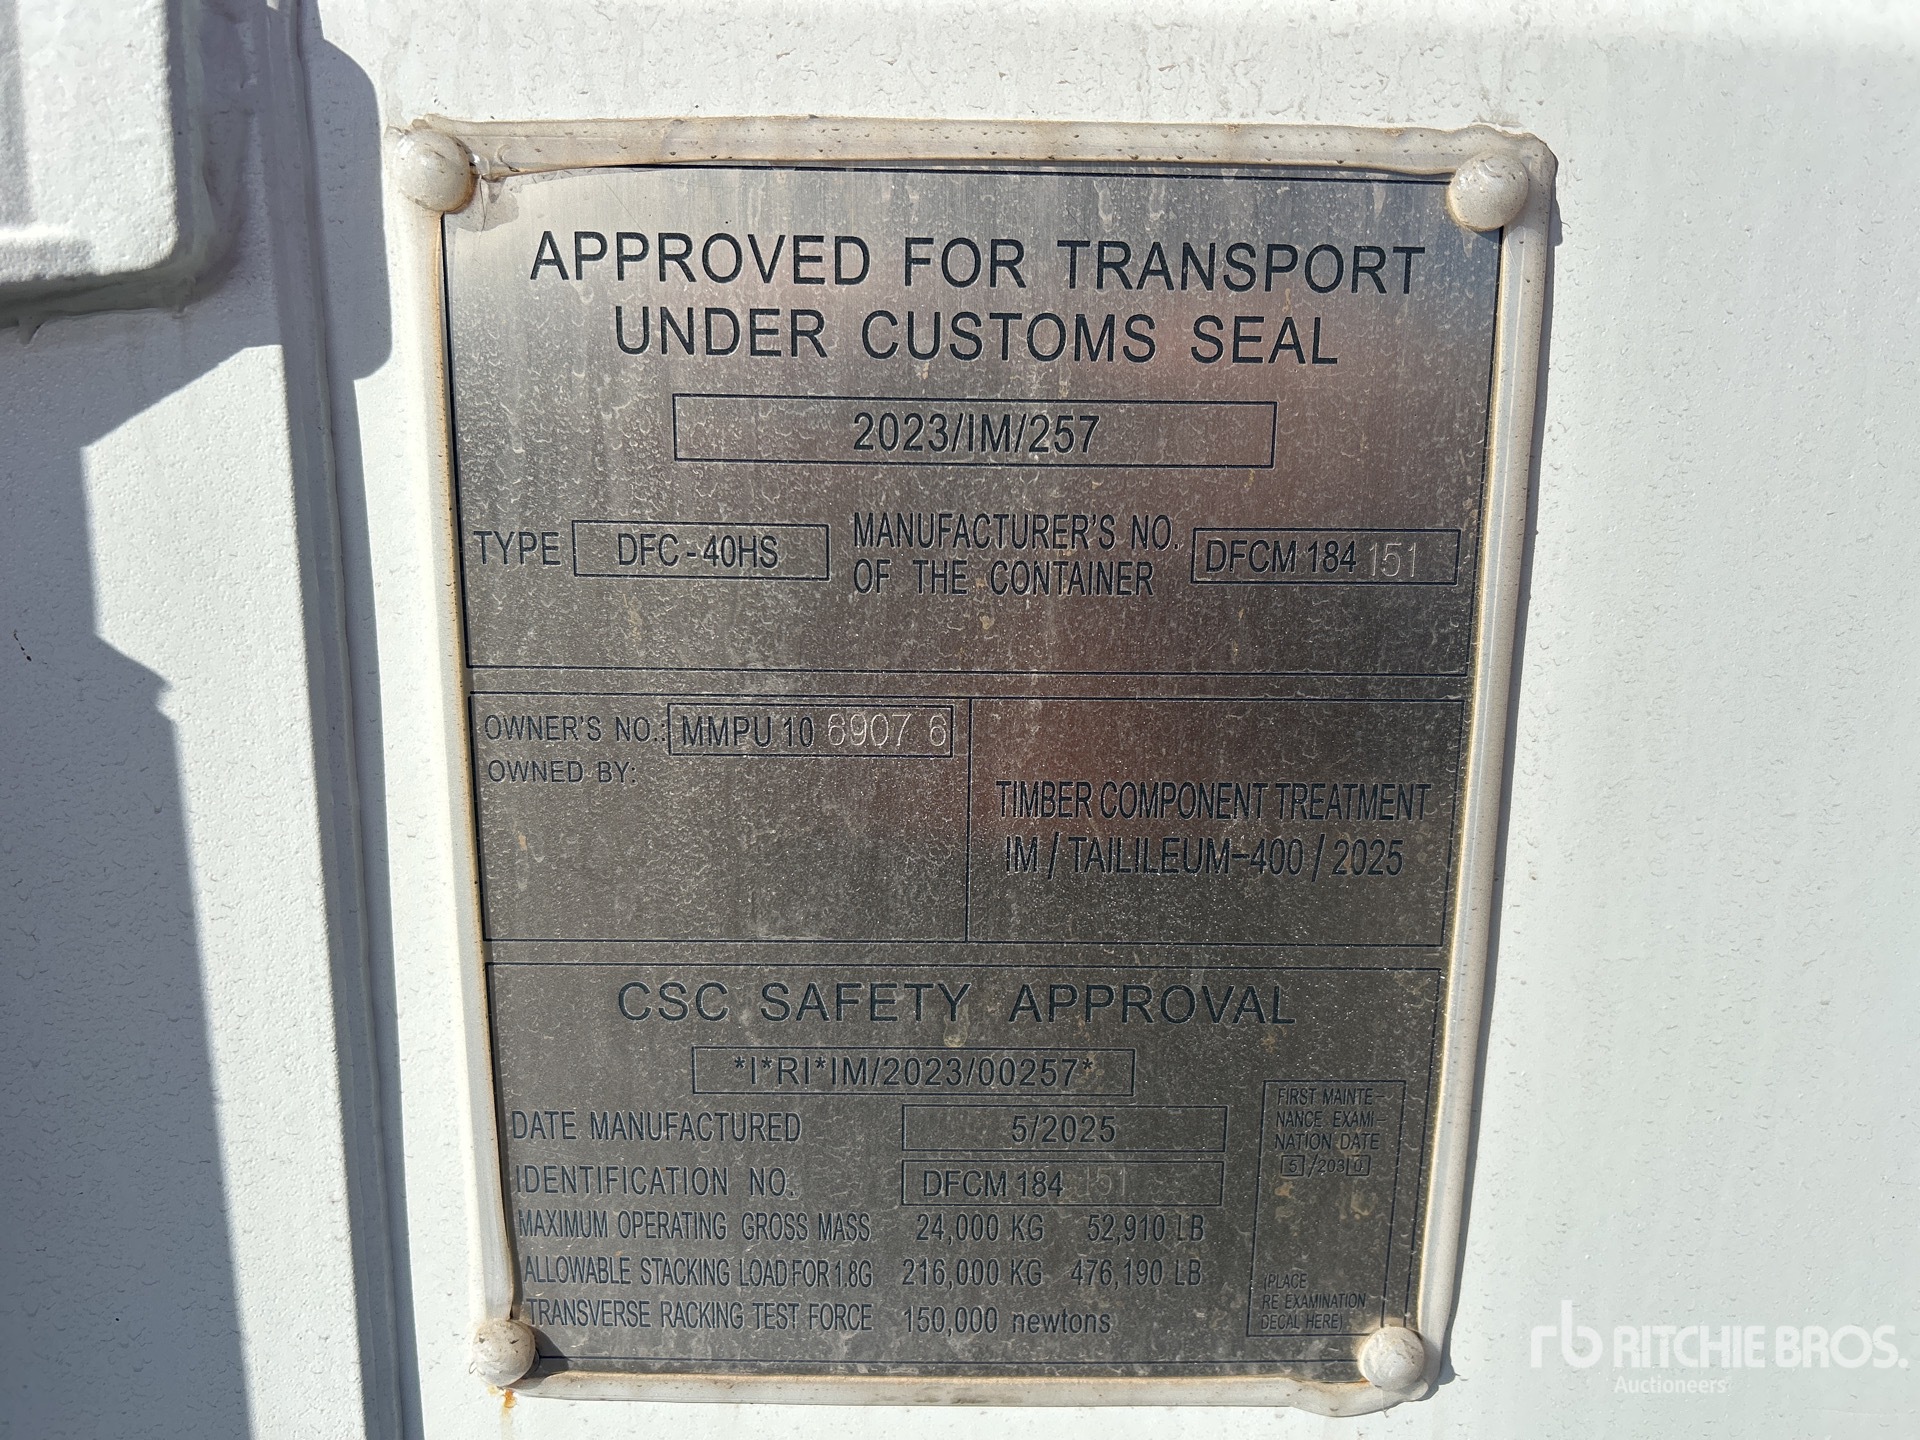 APPROVED FOR TRANSPORT
UNDER CUSTOMS SEAL
2023/IM/257
TYPE DFC-40HS MANUFACTURER'S NO. OF THE CONTAINER DFCM 184 151
OWNER'S NO.: MMPU 10 6907 6
OWNED BY:
TIMBER COMPONENT TREATMENT
IM / TAILILEUM-400 / 2025
CSC SAFETY APPROVAL
*I*RI*IM/2023/00257*
DATE MANUFACTURED 5/2025
IDENTIFICATION NO. DFCM 184 151
MAXIMUM OPERATING GROSS MASS 24,000 KG 52,910 LB
ALLOWABLE STACKING LOAD FOR 1.8G 216,000 KG 476,190 LB
TRANSVERSE RACKING TEST FORCE 150,000 newtons
FIRST MAINTE-
NANCE EXAMI-
NATION DATE
5/2030
(PLACE
RE EXAMINATION
DECAL HERE)
rb RITCHIE BROS.
Auctioneers